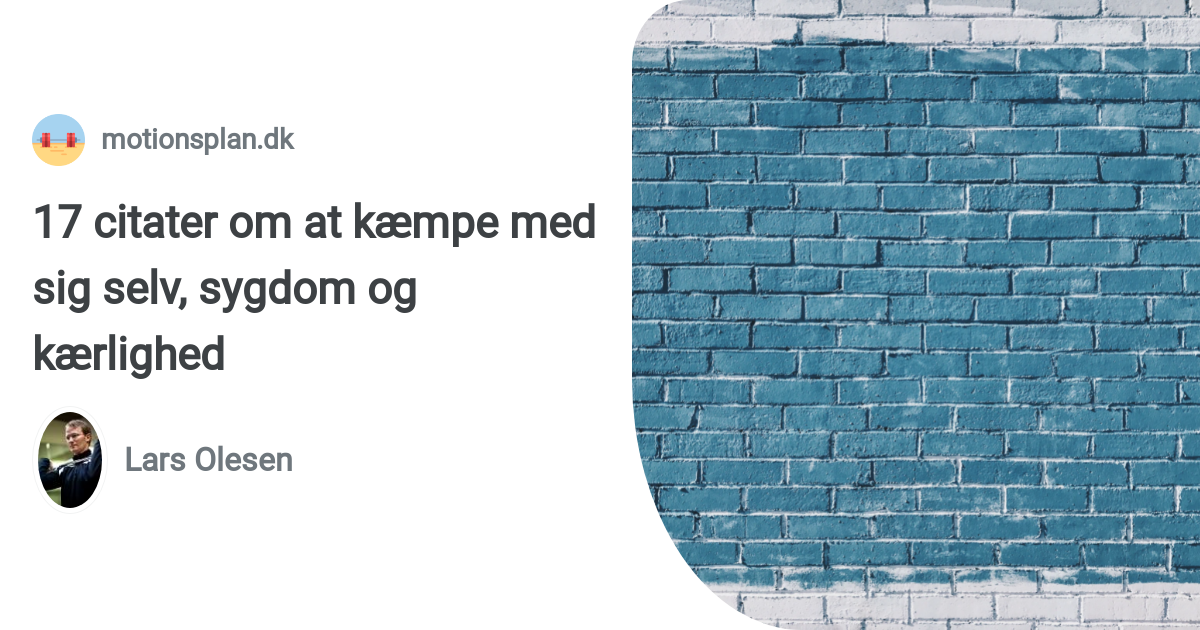 motionsplan.dk
17 citater om at kæmpe med
sig selv, sygdom og
kærlighed
Lars Olesen